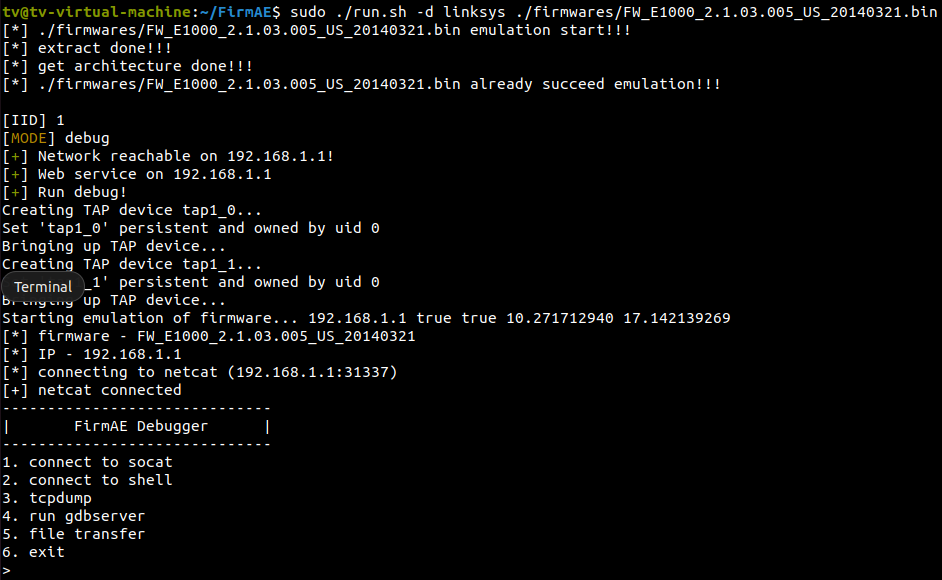 tv@tv-virtual-machine:~/FirmAE$ sudo ./run.sh -d linksys ./firmwares/FW_E1000_2.1.03.005_US_20140321.bin
[*] ./firmwares/FW_E1000_2.1.03.005_US_20140321.bin emulation start!!!
[*] extract done!!!
[*] get architecture done!!!
[*] ./firmwares/FW_E1000_2.1.03.005_US_20140321.bin already succeed emulation!!!

[IID] 1
[MODE] debug
[+] Network reachable on 192.168.1.1!
[+] Web service on 192.168.1.1
[+] Run debug!
Creating TAP device tap1_0...
Set 'tap1_0' persistent and owned by uid 0
Bringing up TAP device...
Creating TAP device tap1_1...
Terminal _1' persistent and owned by uid 0
Bringing up TAP device...
Starting emulation of firmware... 192.168.1.1 true true 10.271712940 17.142139269
[*] firmware - FW_E1000_2.1.03.005_US_20140321
[*] IP - 192.168.1.1
[*] connecting to netcat (192.168.1.1:31337)
[+] netcat connected
------------------------------
|       FirmAE Debugger      |
------------------------------
1. connect to socat
2. connect to shell
3. tcpdump
4. run gdbserver
5. file transfer
6. exit
>